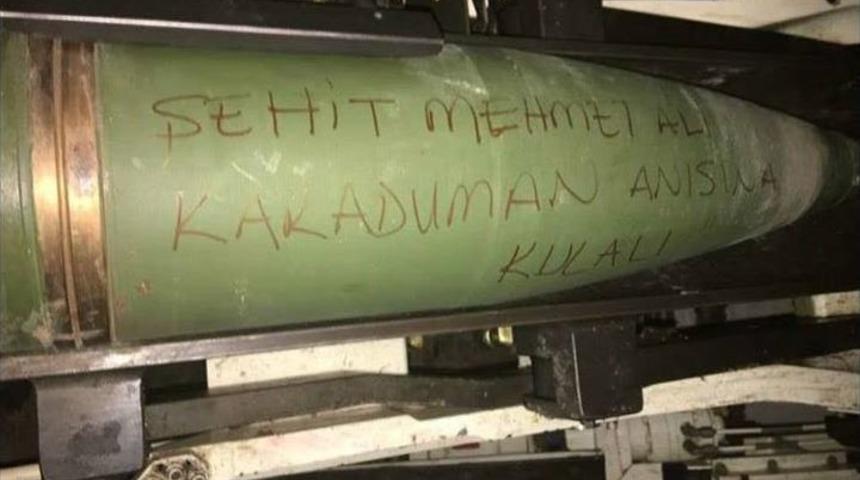 ŞEHİT MEHMET ALİ
KARADUMAN ANISINA
KULALI